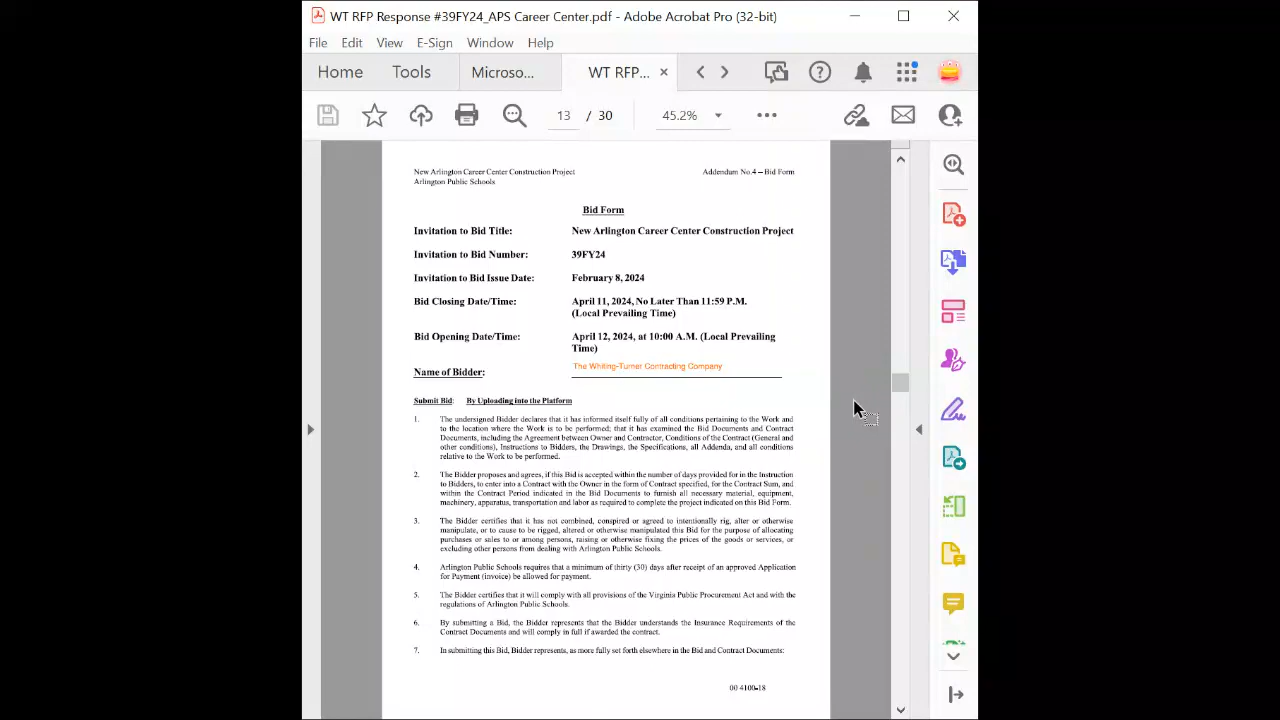 WT RFP Response #39FY24_APS Career Center.pdf - Adobe Acrobat Pro (32-bit)
File Edit View E-Sign Window Help
Home Tools Microso... WT RFP... ×
13 / 30 45.2%
New Arlington Career Center Construction Project Addendum No.4 – Bid Form
Arlington Public Schools
Bid Form
Invitation to Bid Title: New Arlington Career Center Construction Project
Invitation to Bid Number: 39FY24
Invitation to Bid Issue Date: February 8, 2024
Bid Closing Date/Time: April 11, 2024, No Later Than 11:59 P.M.
(Local Prevailing Time)
Bid Opening Date/Time: April 12, 2024, at 10:00 A.M. (Local Prevailing
Time)
Name of Bidder: The Whiting-Turner Contracting Company
Submit Bid: By Uploading into the Platform
1. The undersigned Bidder declares that it has informed itself fully of all conditions pertaining to the Work and
to the location where the Work is to be performed; that it has examined the Bid Documents and Contract
Documents, including the Agreement between Owner and Contractor, Conditions of the Contract (General and
other conditions), Instructions to Bidders, the Drawings, the Specifications, all Addenda, and all conditions
relative to the Work to be performed.
2. The Bidder proposes and agrees, if this Bid is accepted within the number of days provided for in the Instruction
to Bidders, to enter into a Contract with the Owner in the form of Contract specified, for the Contract Sum, and
within the Contract Period indicated in the Bid Documents to furnish all necessary material, equipment,
machinery, apparatus, transportation and labor as required to complete the project indicated on this Bid Form.
3. The Bidder certifies that it has not combined, conspired or agreed to intentionally rig, alter or otherwise
manipulate, or to cause to be rigged, altered or otherwise manipulated this Bid for the purpose of allocating
purchases or sales to or among persons, raising or otherwise fixing the prices of the goods or services, or
excluding other persons from dealing with Arlington Public Schools.
4. Arlington Public Schools requires that a minimum of thirty (30) days after receipt of an approved Application
for Payment (invoice) be allowed for payment.
5. The Bidder certifies that it will comply with all provisions of the Virginia Public Procurement Act and with the
regulations of Arlington Public Schools.
6. By submitting a Bid, the Bidder represents that the Bidder understands the Insurance Requirements of the
Contract Documents and will comply in full if awarded the contract.
7. In submitting this Bid, Bidder represents, as more fully set forth elsewhere in the Bid and Contract Documents:
00 4100-18